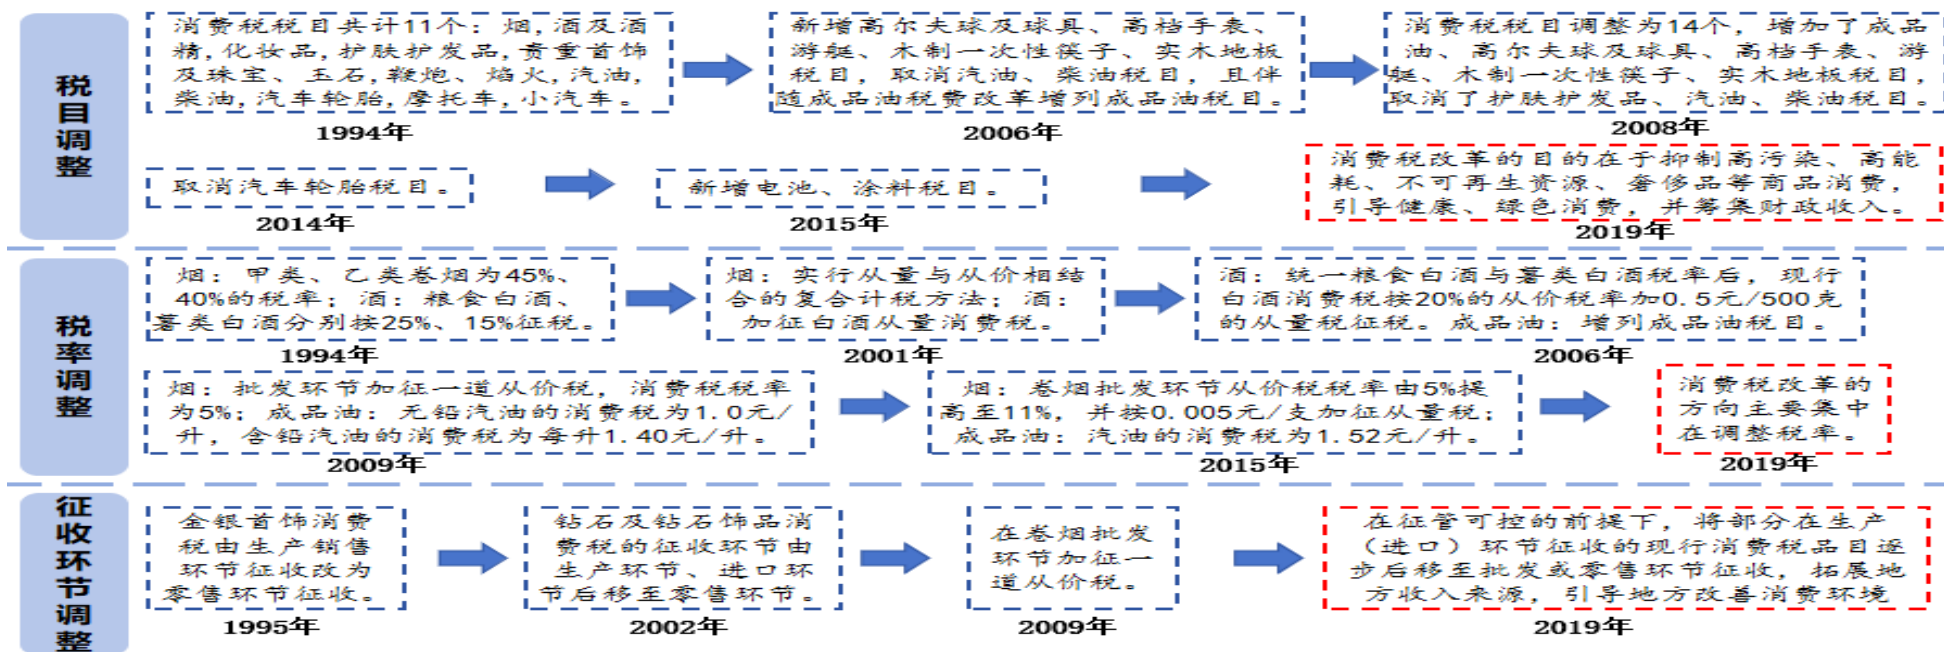 税目调整
消费税税目共计11个：烟,酒及酒
精,化妆品,护肤护发品,贵重首饰
及珠宝、玉石,鞭炮、焰火,汽油,
柴油,汽车轮胎,摩托车,小汽车。
1994年
新增高尔夫球及球具、高档手表、
游艇、木制一次性筷子、实木地板
税目，取消汽油、柴油税目，且伴
随成品油税费改革增列成品油税目。
2006年
消费税税目调整为14个，增加了成品
油、高尔夫球及球具、高档手表、游
艇、木制一次性筷子、实木地板税目，
取消了护肤护发品、汽油、柴油税目。
2008年
取消汽车轮胎税目。
2014年
新增电池、涂料税目。
2015年
消费税改革的目的在于抑制高污染、高能
耗、不可再生资源、奢侈品等商品消费，
引导健康、绿色消费，并筹集财政收入。
2019年
税率调整
烟：甲类、乙类卷烟为45%、
40%的税率；酒：粮食白酒、
薯类白酒分别按25%、15%征税。
1994年
烟：实行从量与从价相结
合的复合计税方法；酒：
加征白酒从量消费税。
2001年
酒：统一粮食白酒与薯类白酒税率后，现行
白酒消费税按20%的从价税率加0.5元/500克
的从量税征税。成品油：增列成品油税目。
2006年
烟：批发环节加征一道从价税，消费税税率
为5%；成品油：无铅汽油的消费税为1.0元/
升，含铅汽油的消费税为每升1.40元/升。
2009年
烟：卷烟批发环节从价税税率由5%提
高至11%，并按0.005元/支加征从量税；
成品油：汽油的消费税为1.52元/升。
2015年
消费税改革的
方向主要集中
在调整税率。
2019年
征收环节调整
金银首饰消费
税由生产销售
环节征收改为
零售环节征收。
1995年
钻石及钻石饰品消
费税的征收环节由
生产环节、进口环
节后移至零售环节。
2002年
在卷烟批发
环节加征一
道从价税。
2009年
在征管可控的前提下，将部分在生产
（进口）环节征收的现行消费税品目逐
步后移至批发或零售环节征收，拓展地
方收入来源，引导地方改善消费环境
2019年